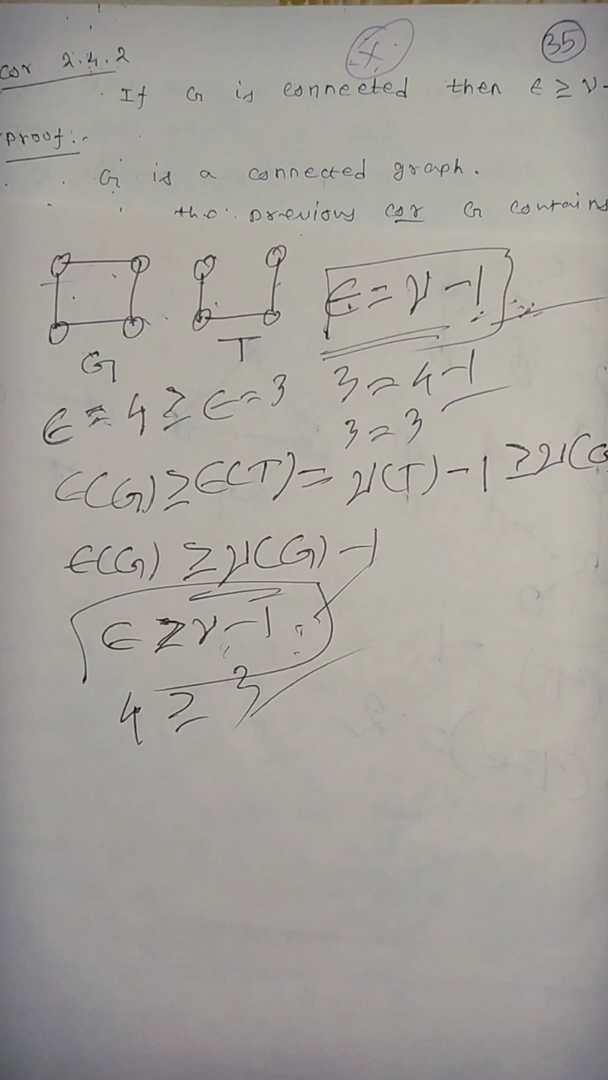 35
cor 2.4.2
If G is connected then ε ≥ ν-
proof:-
G is a connected graph.
the previous cor G contains
G
T
ε = ν - 1
ε = 4 ≥ ε = 3
3 = 4 - 1
3 = 3
ε(G) ≥ ε(T) = ν(T) - 1 ≥ ν(G
ε(G) ≥ ν(G) - 1
ε ≥ ν - 1
4 ≥ 3